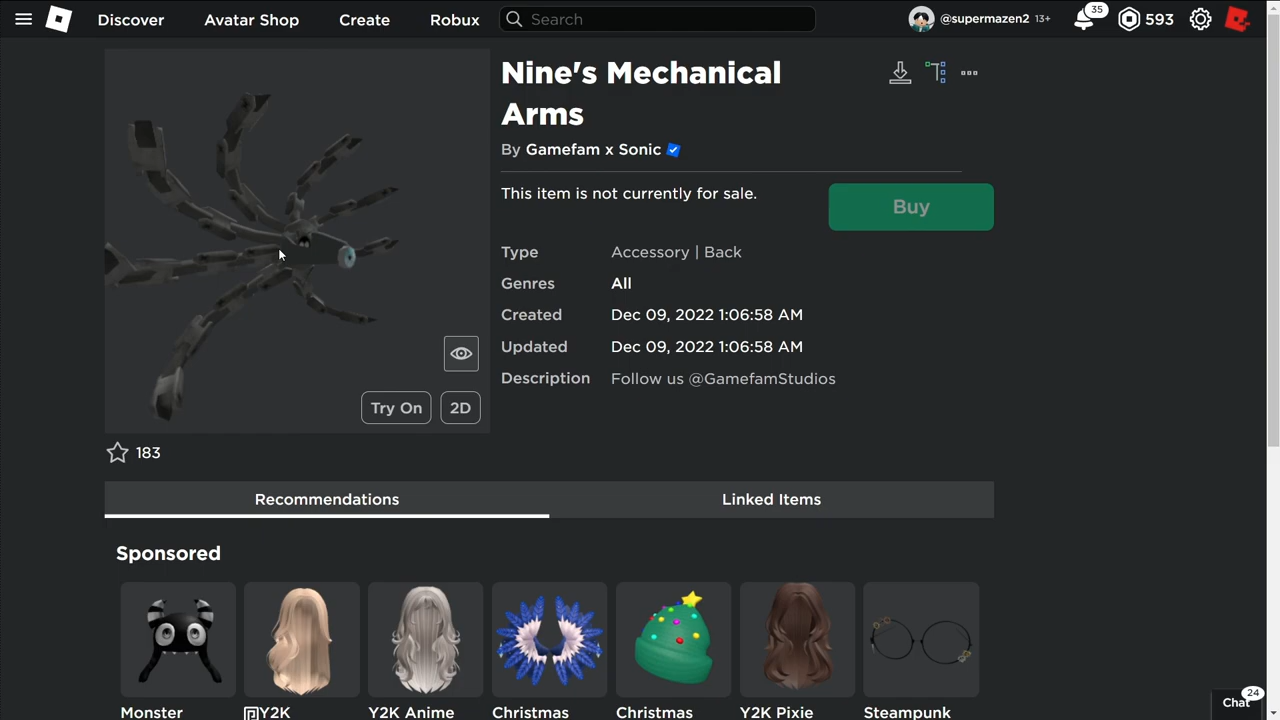 Discover Avatar Shop Create Robux Search @supermazen2 13+ 35 593
Nine's Mechanical
Arms
By Gamefam x Sonic
This item is not currently for sale.
Buy
Type Accessory | Back
Genres All
Created Dec 09, 2022 1:06:58 AM
Updated Dec 09, 2022 1:06:58 AM
Description Follow us @GamefamStudios
Try On 2D
183
Recommendations Linked Items
Sponsored
Monster Y2K Y2K Anime Christmas Christmas Y2K Pixie Steampunk
Chat 24